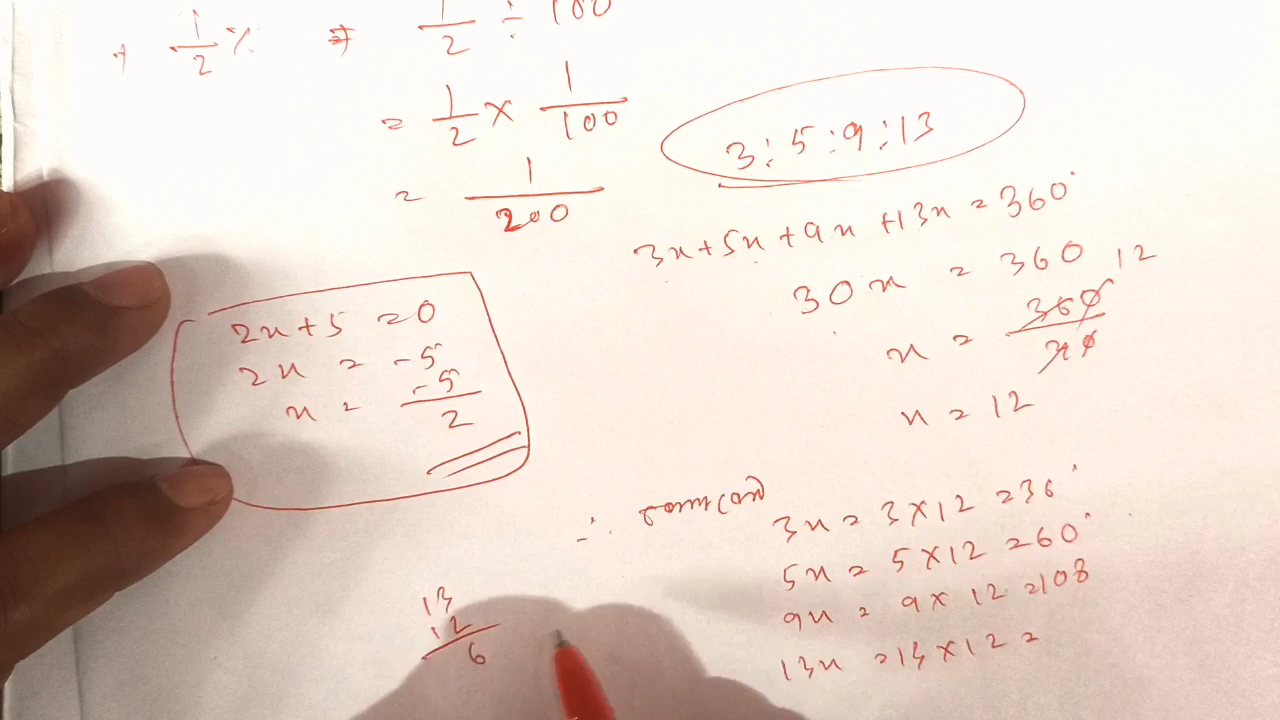 1/2 % ⇒ 1/2 ÷ 100
= 1/2 × 1/100
= 1/200
3:5:9:13
3x+5x+9x+13x = 360°
30x = 360
x = 360/30 12
x = 12
2x+5 = 0
2x = -5
x = -5/2
∴
3x = 3×12 = 36°
5x = 5×12 = 60°
9x = 9×12 = 108
13x = 13×12 =
13
12
6